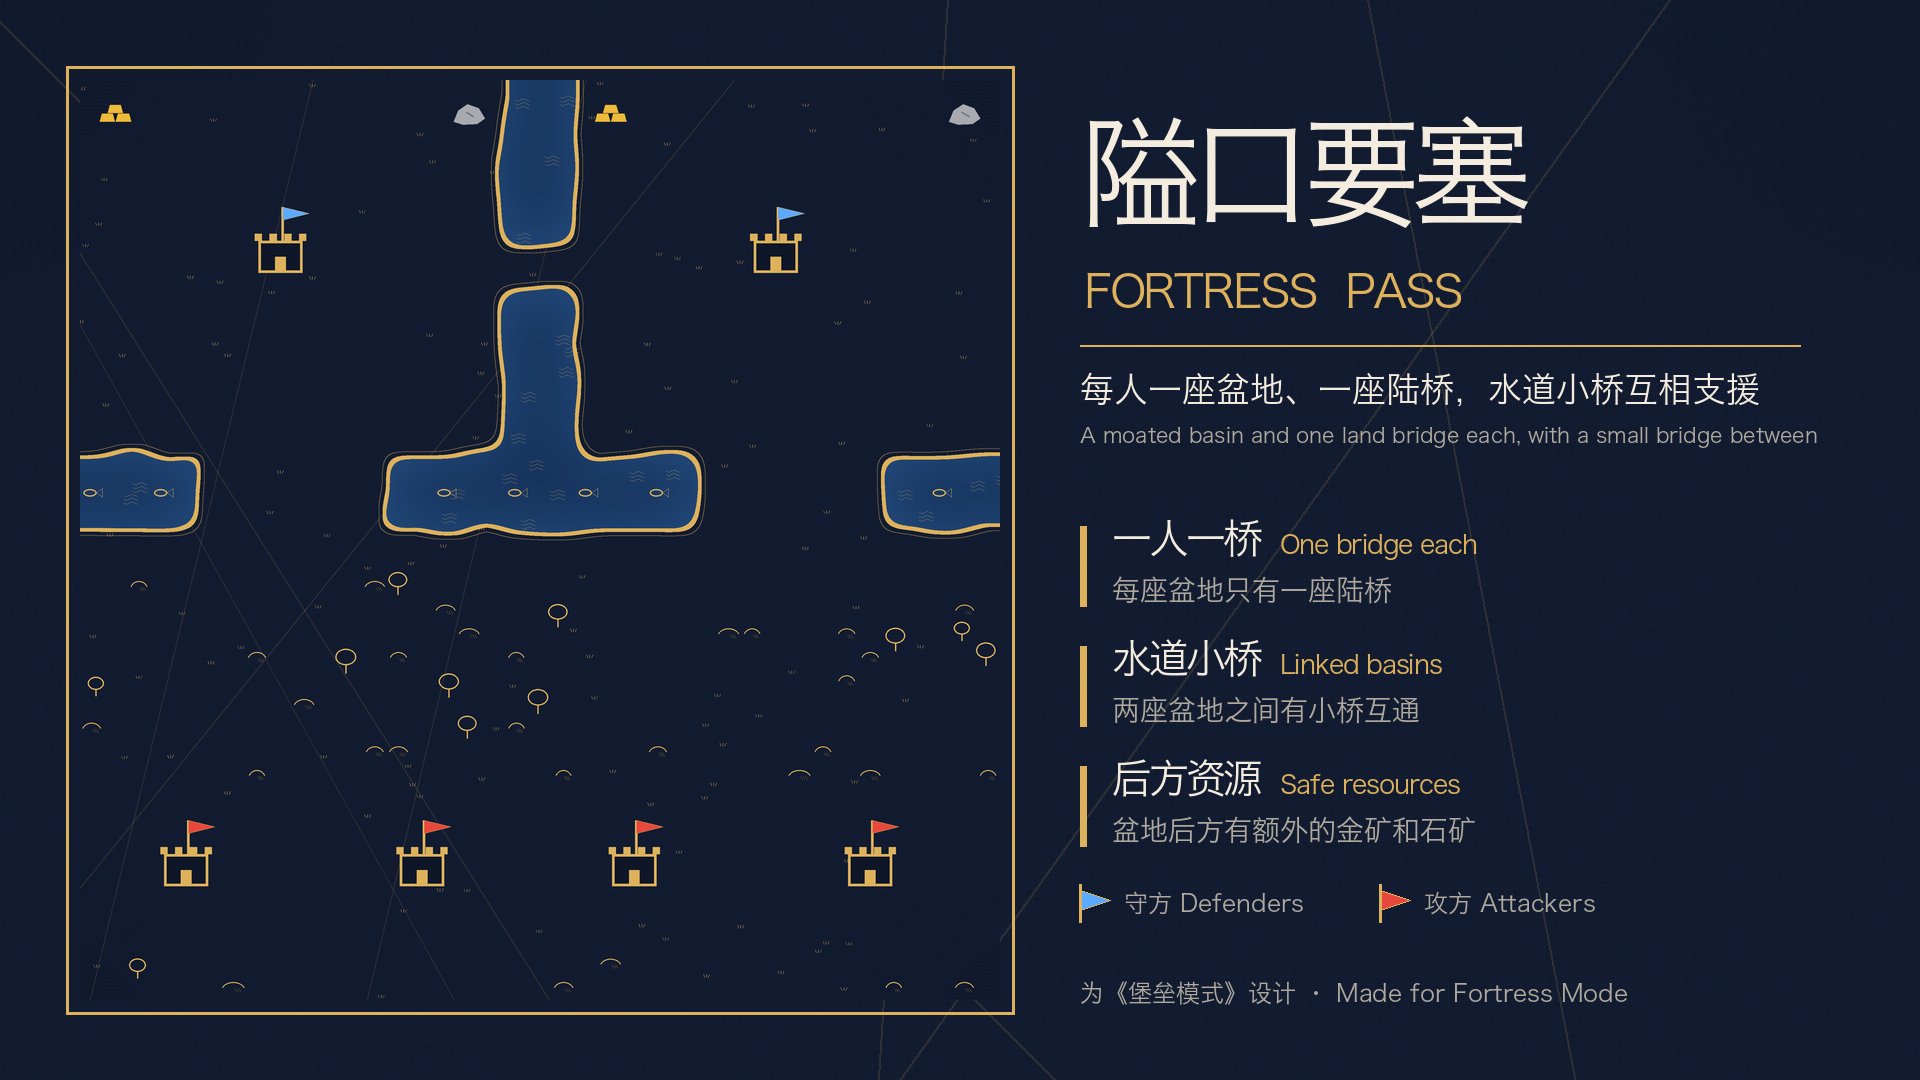 隘口要塞
FORTRESS PASS
每人一座盆地、一座陆桥，水道小桥互相支援
A moated basin and one land bridge each, with a small bridge between
一人一桥 One bridge each
每座盆地只有一座陆桥
水道小桥 Linked basins
两座盆地之间有小桥互通
后方资源 Safe resources
盆地后方有额外的金矿和石矿
守方 Defenders 攻方 Attackers
为《堡垒模式》设计 · Made for Fortress Mode